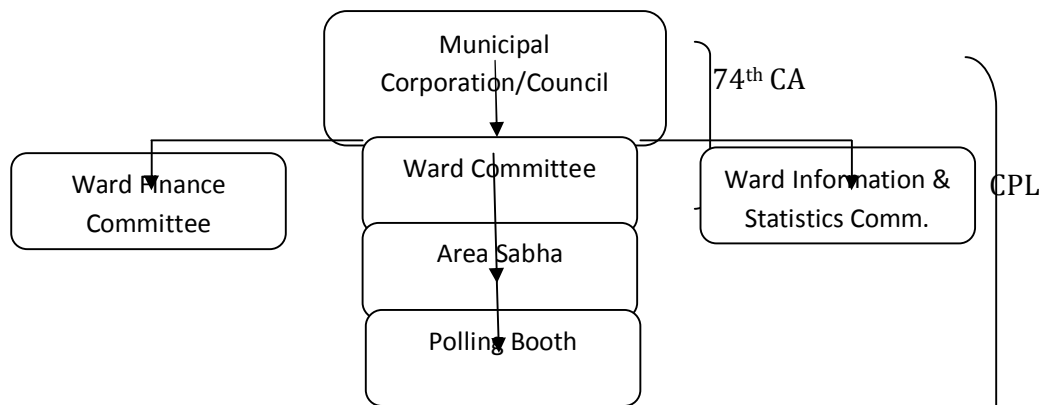 Municipal
Corporation/Council
74th CA
Ward Finance
Committee
Ward Committee
Ward Information &
Statistics Comm.
CPL
Area Sabha
Polling Booth